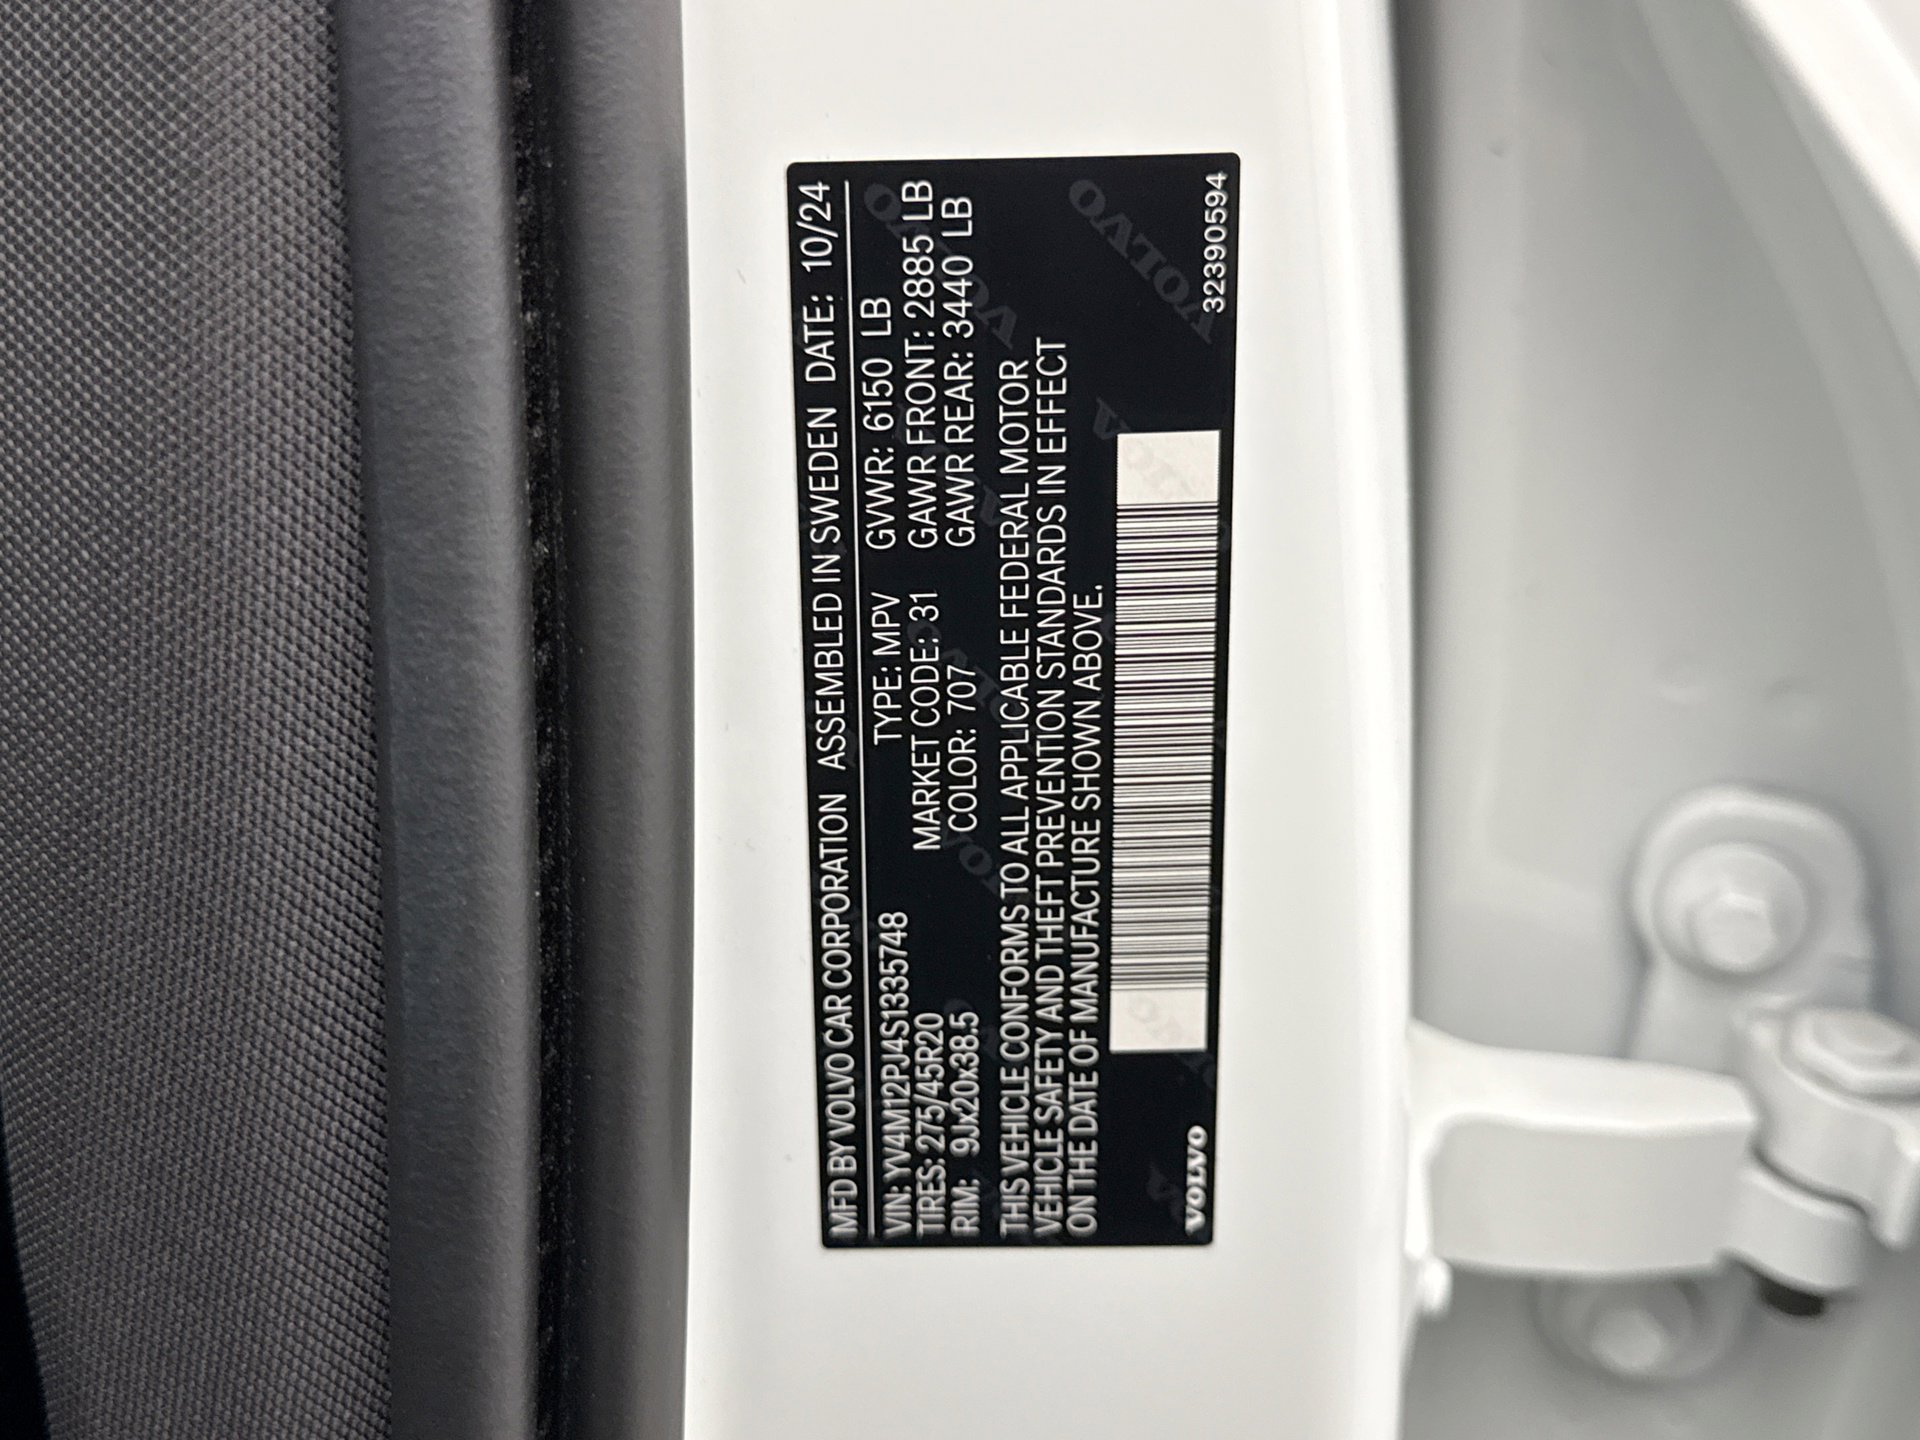 MFD BY VOLVO CAR CORPORATION ASSEMBLED IN SWEDEN DATE: 10/24
VIN: YV4M12PJ4S1335748 TYPE: MPV GVWR: 6150 LB
TIRES: 275/45R20 MARKET CODE: 31 GAWR FRONT: 2885 LB
RIM: 9Jx20x38.5 COLOR: 707 GAWR REAR: 3440 LB
THIS VEHICLE CONFORMS TO ALL APPLICABLE FEDERAL MOTOR
VEHICLE SAFETY AND THEFT PREVENTION STANDARDS IN EFFECT
ON THE DATE OF MANUFACTURE SHOWN ABOVE.
VOLVO 32390594